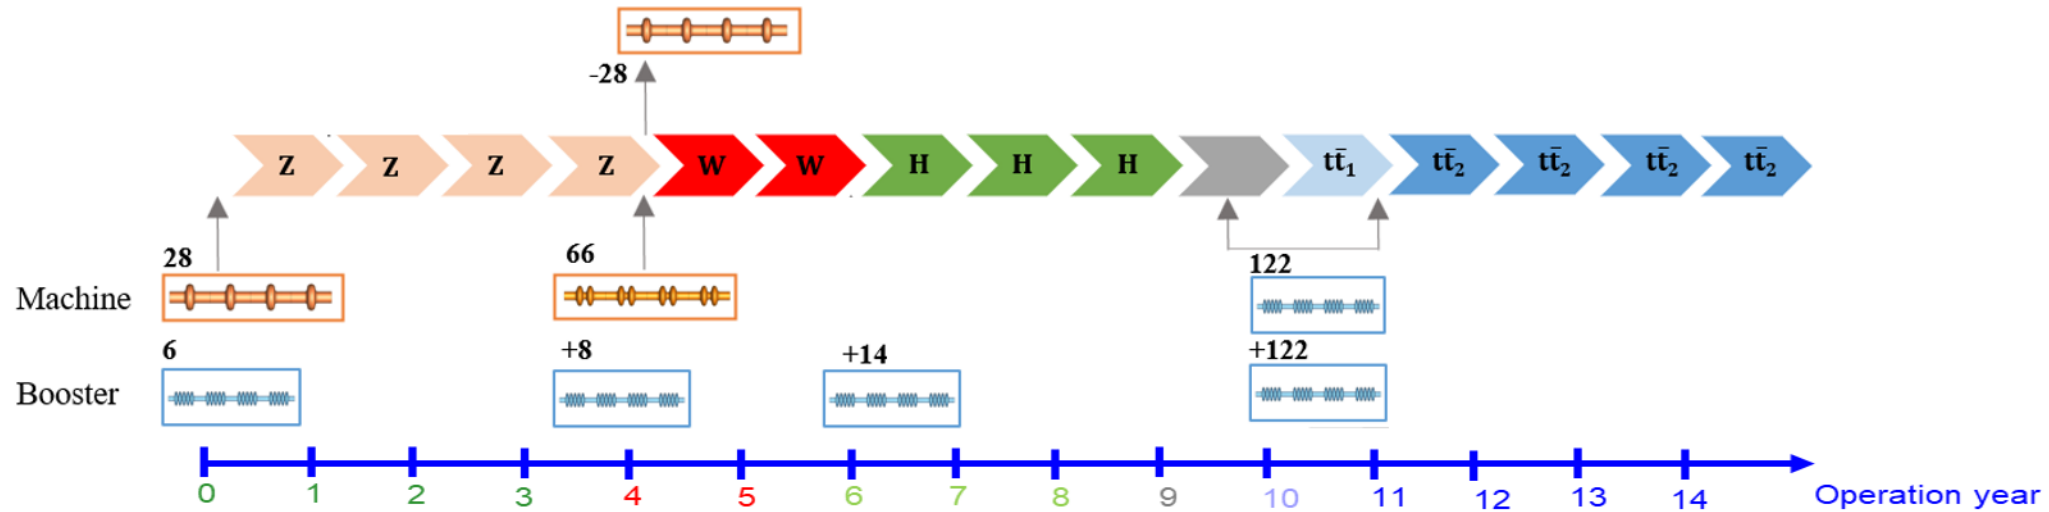 -28
Z Z Z Z W W H H H tt̄₁ tt̄₂ tt̄₂ tt̄₂ tt̄₂
28 66 122
Machine
6 +8 +14 +122
Booster
0 1 2 3 4 5 6 7 8 9 10 11 12 13 14 Operation year